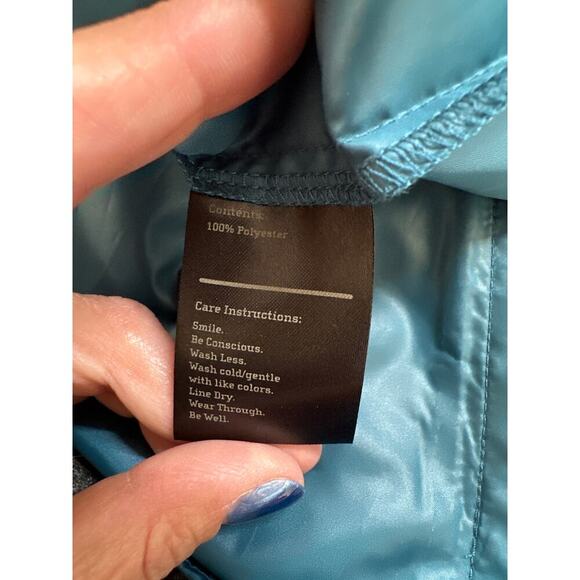 Contents:
100% Polyester
Care Instructions:
Smile.
Be Conscious.
Wash Less.
Wash cold/gentle
with like colors.
Line Dry.
Wear Through.
Be Well.